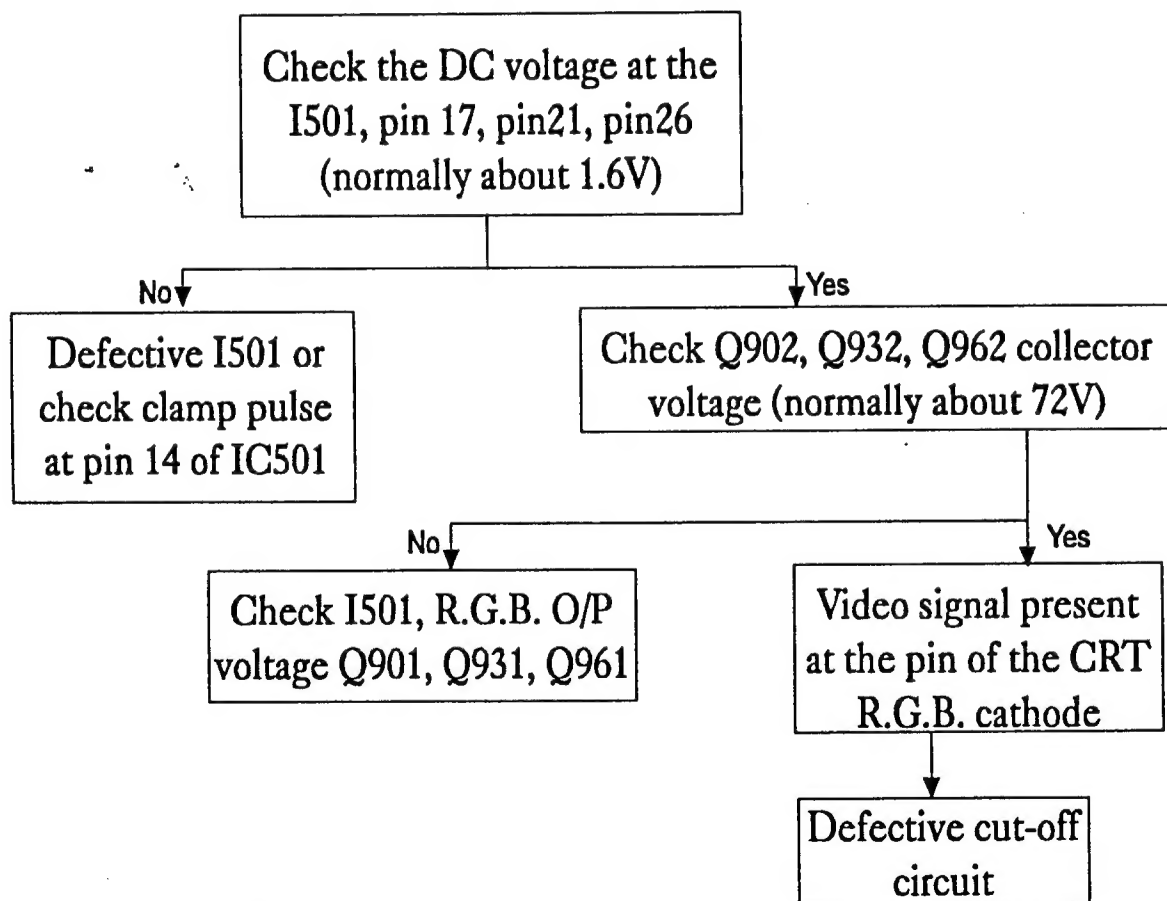 Check the DC voltage at the
I501, pin 17, pin21, pin26
(normally about 1.6V)
No
Yes
Defective I501 or
check clamp pulse
at pin 14 of IC501
Check Q902, Q932, Q962 collector
voltage (normally about 72V)
No
Yes
Check I501, R.G.B. O/P
voltage Q901, Q931, Q961
Video signal present
at the pin of the CRT
R.G.B. cathode
Defective cut-off
circuit